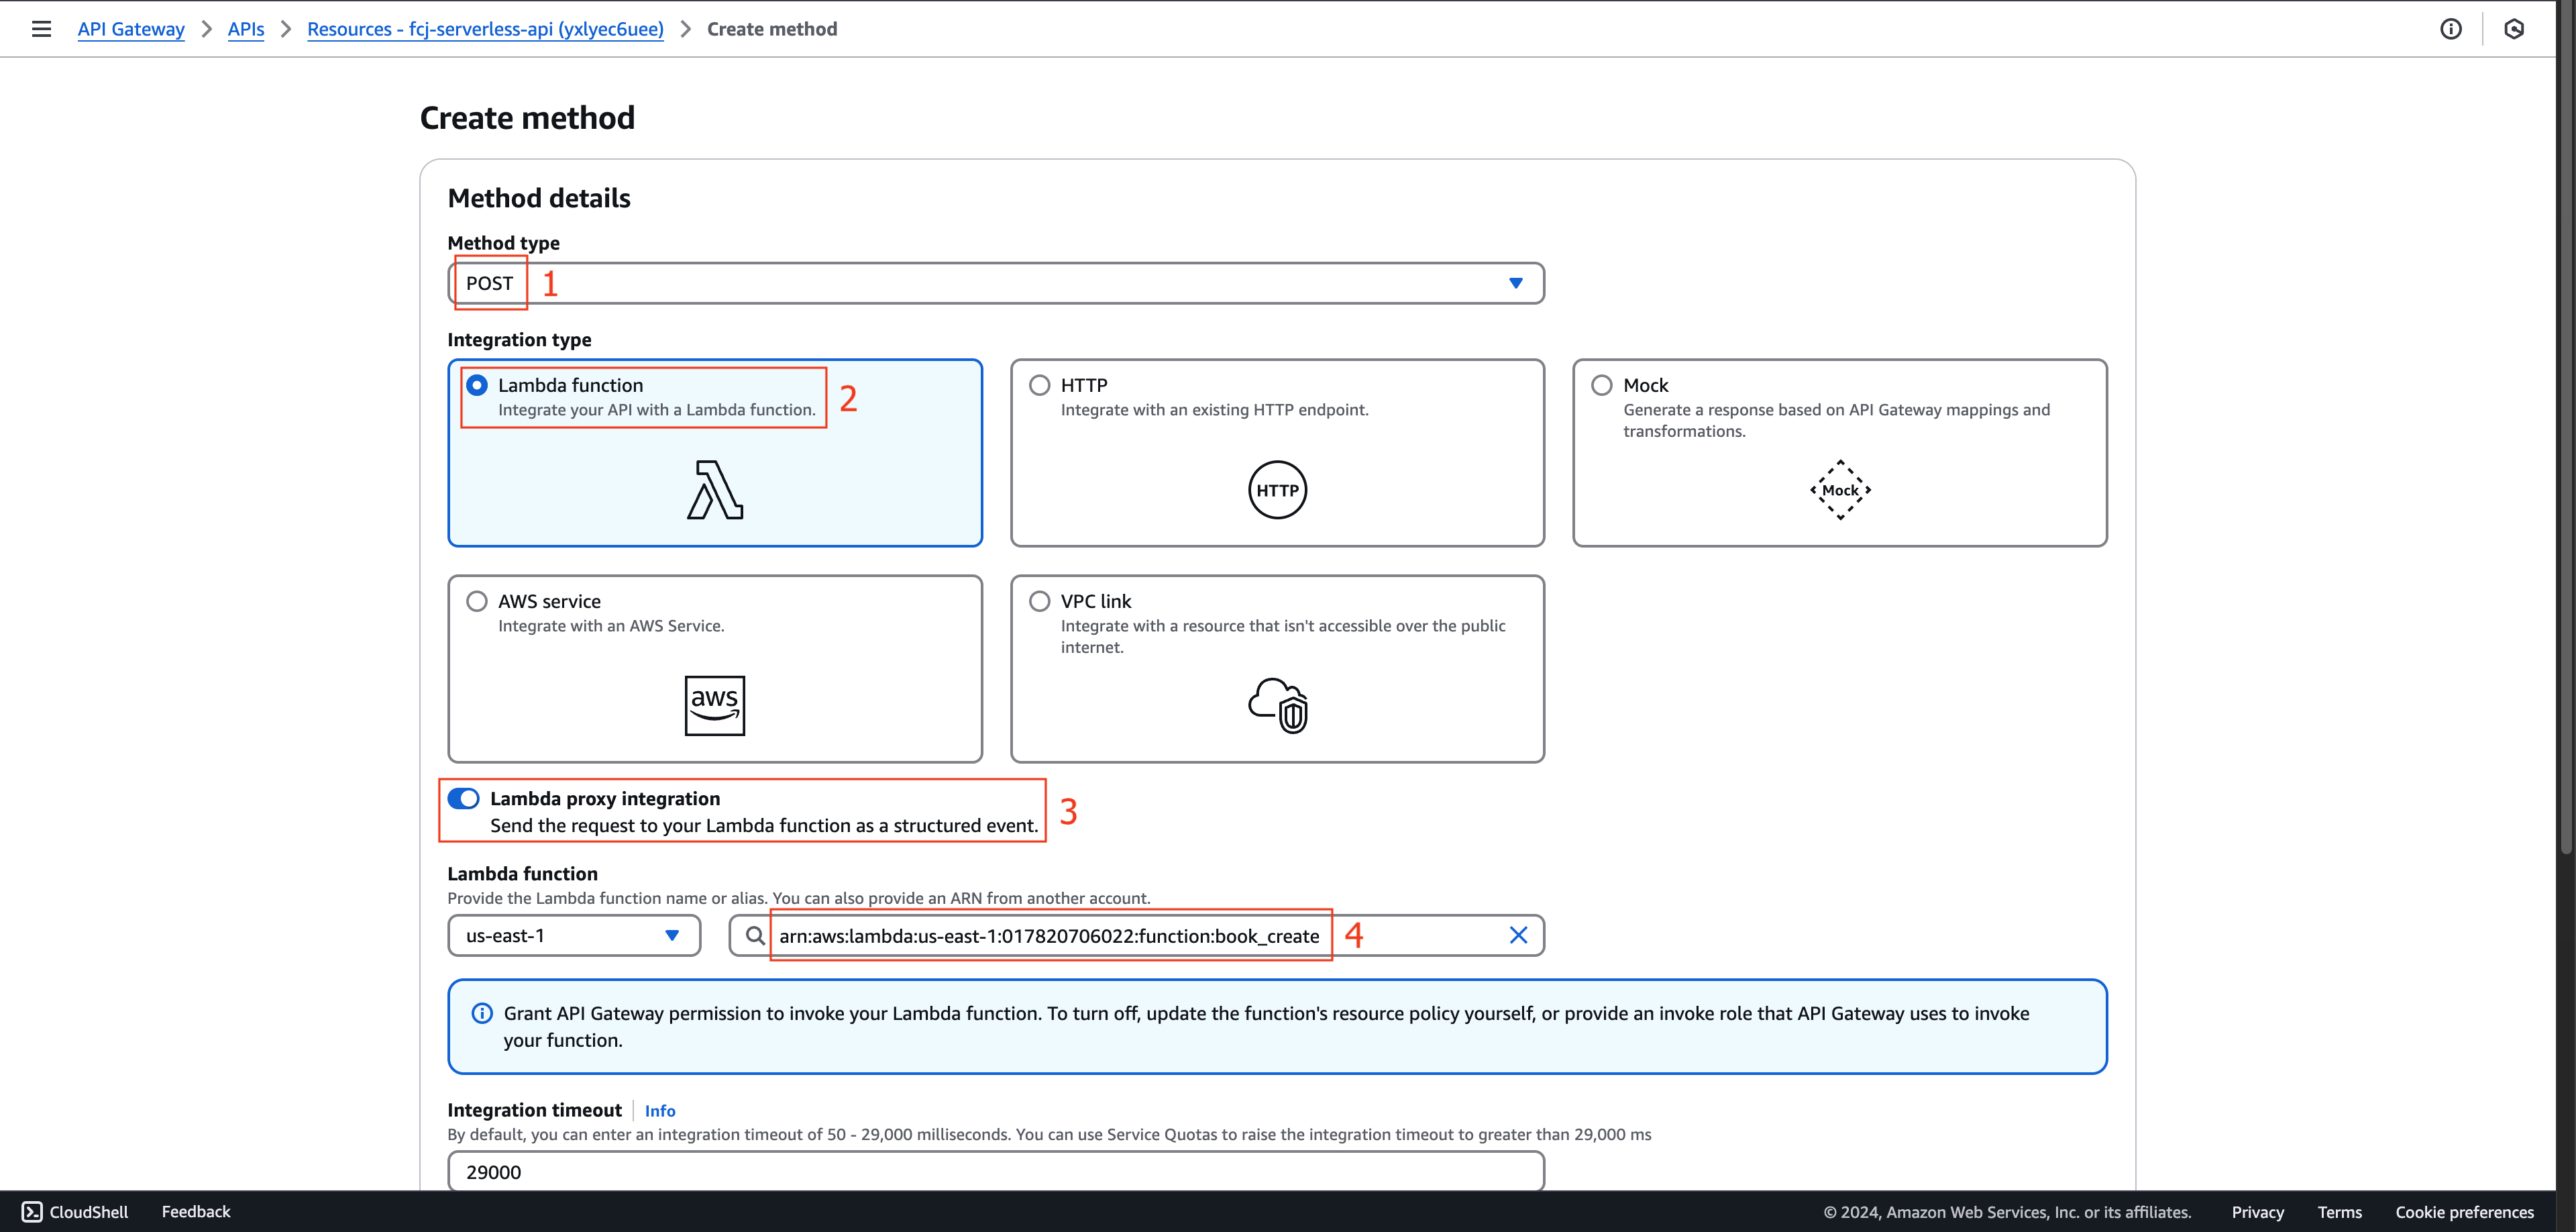 API Gateway > APIs > Resources - fcj-serverless-api (yxlyec6uee) > Create method
Create method
Method details
Method type
POST 1
Integration type
Lambda function
Integrate your API with a Lambda function.
2
HTTP
Integrate with an existing HTTP endpoint.
HTTP
Mock
Generate a response based on API Gateway mappings and
transformations.
Mock
AWS service
Integrate with an AWS Service.
aws
VPC link
Integrate with a resource that isn't accessible over the public
internet.
Lambda proxy integration
Send the request to your Lambda function as a structured event.
3
Lambda function
Provide the Lambda function name or alias. You can also provide an ARN from another account.
us-east-1
arn:aws:lambda:us-east-1:017820706022:function:book_create 4
Grant API Gateway permission to invoke your Lambda function. To turn off, update the function's resource policy yourself, or provide an invoke role that API Gateway uses to invoke
your function.
Integration timeout Info
By default, you can enter an integration timeout of 50 - 29,000 milliseconds. You can use Service Quotas to raise the integration timeout to greater than 29,000 ms
29000
CloudShell Feedback © 2024, Amazon Web Services, Inc. or its affiliates. Privacy Terms Cookie preferences